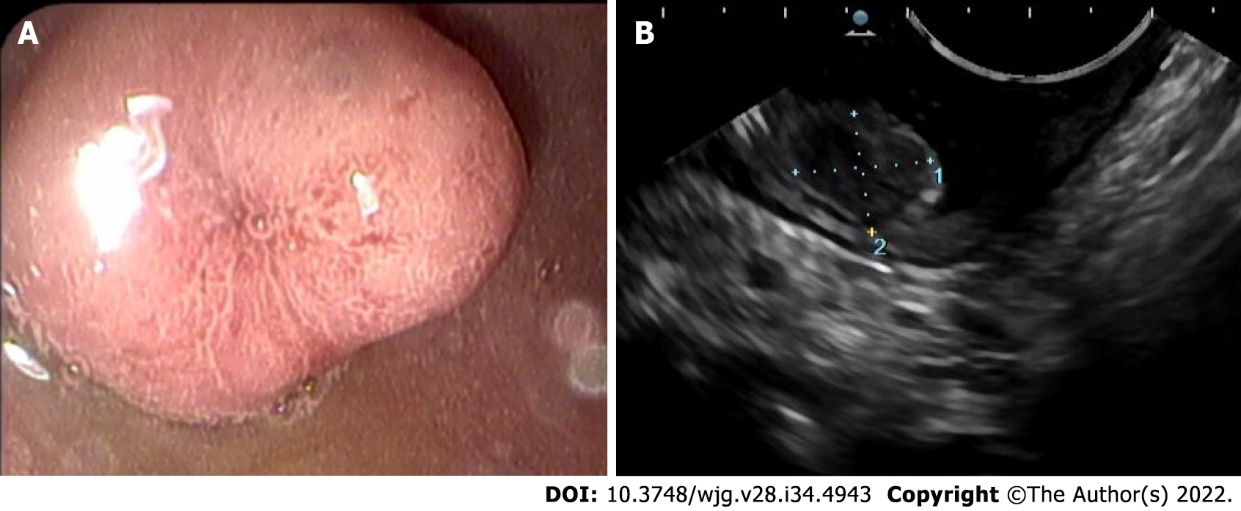 A
B
1
2
DOI: 10.3748/wjg.v28.i34.4943 Copyright ©The Author(s) 2022.